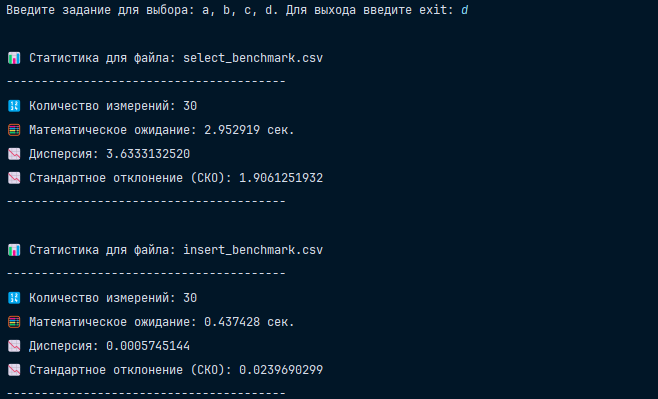 Введите задание для выбора: a, b, c, d. Для выхода введите exit: d
📊 Статистика для файла: select_benchmark.csv
----------------------------------------
🔢 Количество измерений: 30
🧮 Математическое ожидание: 2.952919 сек.
📉 Дисперсия: 3.6333132520
📉 Стандартное отклонение (СКО): 1.9061251932
----------------------------------------
📊 Статистика для файла: insert_benchmark.csv
----------------------------------------
🔢 Количество измерений: 30
🧮 Математическое ожидание: 0.437428 сек.
📉 Дисперсия: 0.0005745144
📉 Стандартное отклонение (СКО): 0.0239690299
----------------------------------------